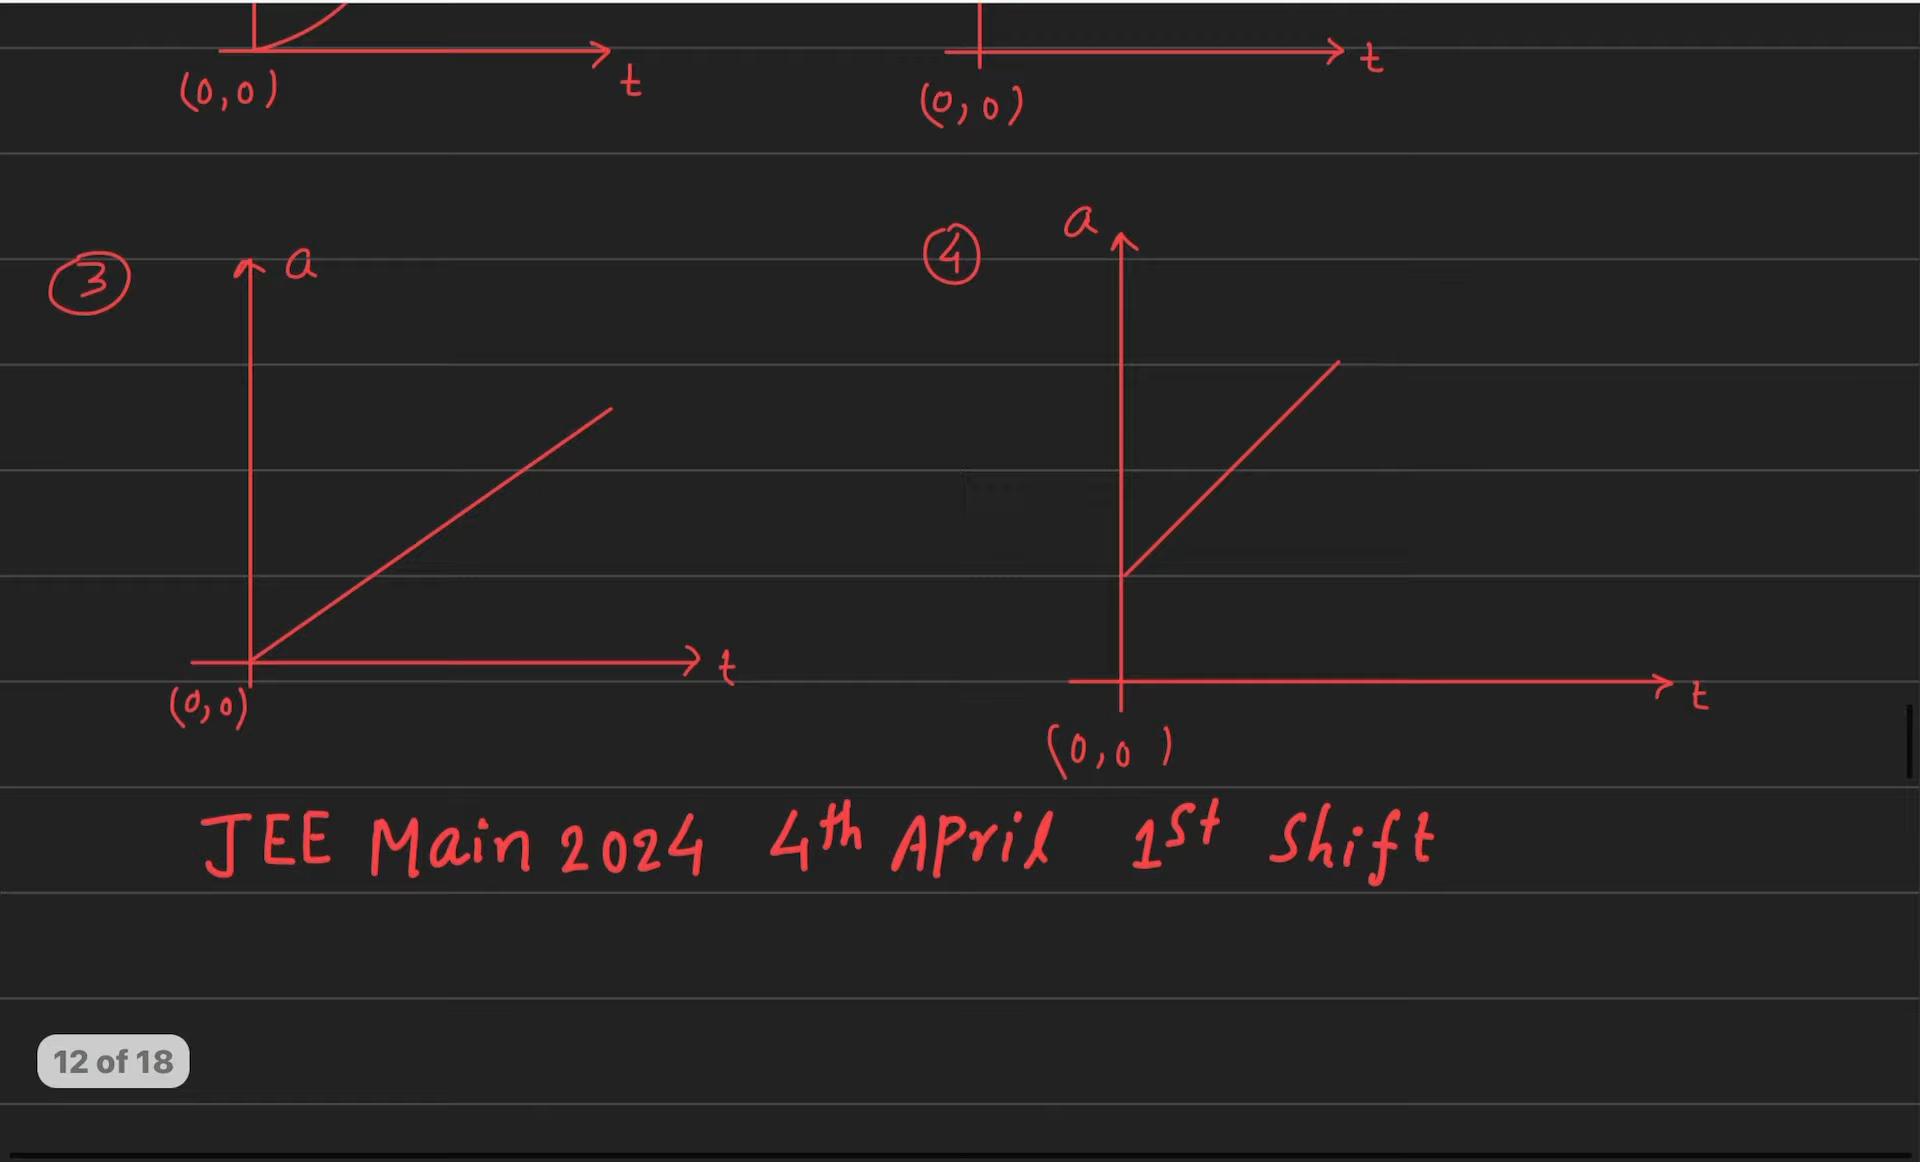 t
t
(0,0)
(0,0)
a
4
a
3
t
t
(0,0)
(0,0)
JEE Main 2024 4th April 1st Shift
12 of 18